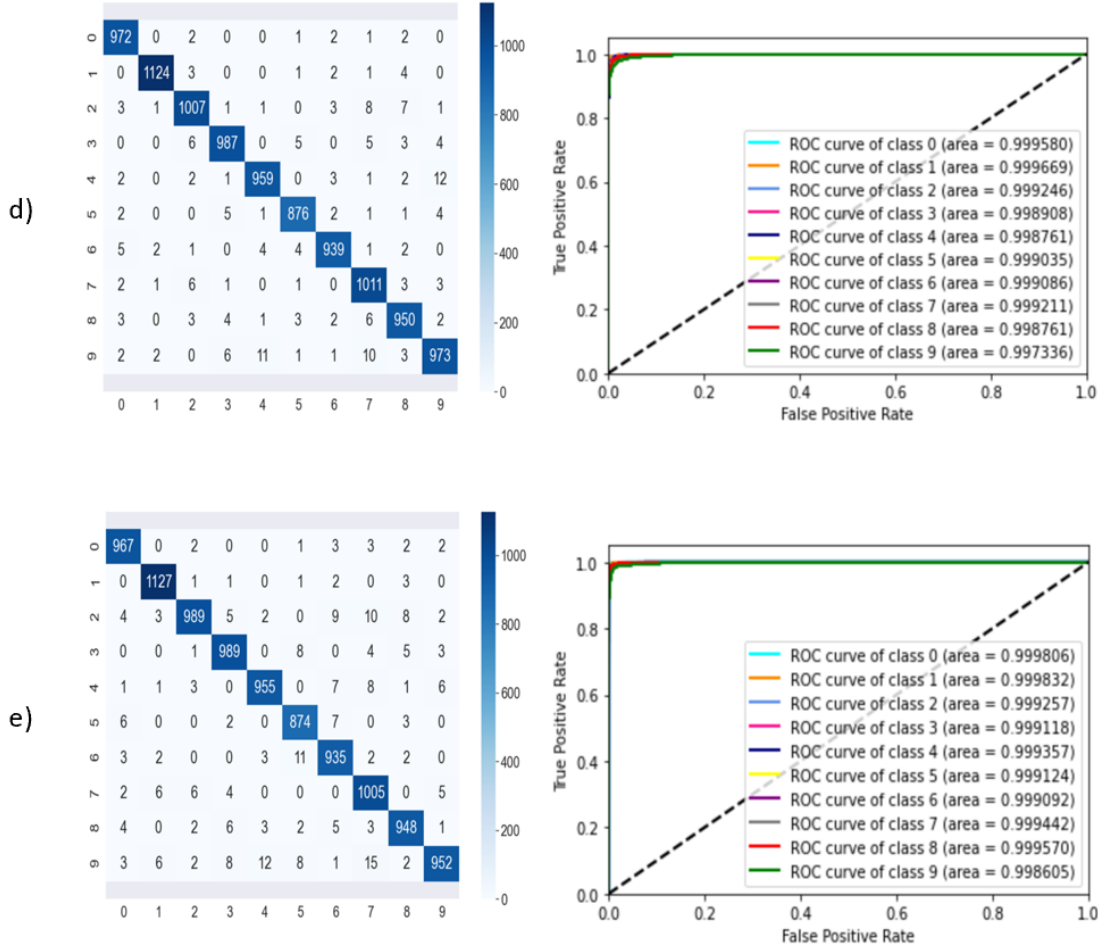 d)
0 972 0 2 0 0 1 2 1 2 0
1 0 1124 3 0 0 1 2 1 4 0
2 3 1 1007 1 1 0 3 8 7 1
3 0 0 6 987 0 5 0 5 3 4
4 2 0 2 1 959 0 3 1 2 12
5 2 0 0 5 1 876 2 1 1 4
6 5 2 1 0 4 4 939 1 2 0
7 2 1 6 1 0 1 0 1011 3 3
8 3 0 3 4 1 3 2 6 950 2
9 2 2 0 6 11 1 1 10 3 973
0 1 2 3 4 5 6 7 8 9
1000
800
600
400
200
0
True Positive Rate
1.0
0.8
0.6
0.4
0.2
0.0
ROC curve of class 0 (area = 0.999580)
ROC curve of class 1 (area = 0.999669)
ROC curve of class 2 (area = 0.999246)
ROC curve of class 3 (area = 0.998908)
ROC curve of class 4 (area = 0.998761)
ROC curve of class 5 (area = 0.999035)
ROC curve of class 6 (area = 0.999086)
ROC curve of class 7 (area = 0.999211)
ROC curve of class 8 (area = 0.998761)
ROC curve of class 9 (area = 0.997336)
0.0 0.2 0.4 0.6 0.8 1.0
False Positive Rate
e)
0 967 0 2 0 0 1 3 3 2 2
1 0 1127 1 1 0 1 2 0 3 0
2 4 3 989 5 2 0 9 10 8 2
3 0 0 1 989 0 8 0 4 5 3
4 1 1 3 0 955 0 7 8 1 6
5 6 0 0 2 0 874 7 0 3 0
6 3 2 0 0 3 11 935 2 2 0
7 2 6 6 4 0 0 0 1005 0 5
8 4 0 2 6 3 2 5 3 948 1
9 3 6 2 8 12 8 1 15 2 952
0 1 2 3 4 5 6 7 8 9
1000
800
600
400
200
0
True Positive Rate
1.0
0.8
0.6
0.4
0.2
0.0
ROC curve of class 0 (area = 0.999806)
ROC curve of class 1 (area = 0.999832)
ROC curve of class 2 (area = 0.999257)
ROC curve of class 3 (area = 0.999118)
ROC curve of class 4 (area = 0.999357)
ROC curve of class 5 (area = 0.999124)
ROC curve of class 6 (area = 0.999092)
ROC curve of class 7 (area = 0.999442)
ROC curve of class 8 (area = 0.999570)
ROC curve of class 9 (area = 0.998605)
0.0 0.2 0.4 0.6 0.8 1.0
False Positive Rate